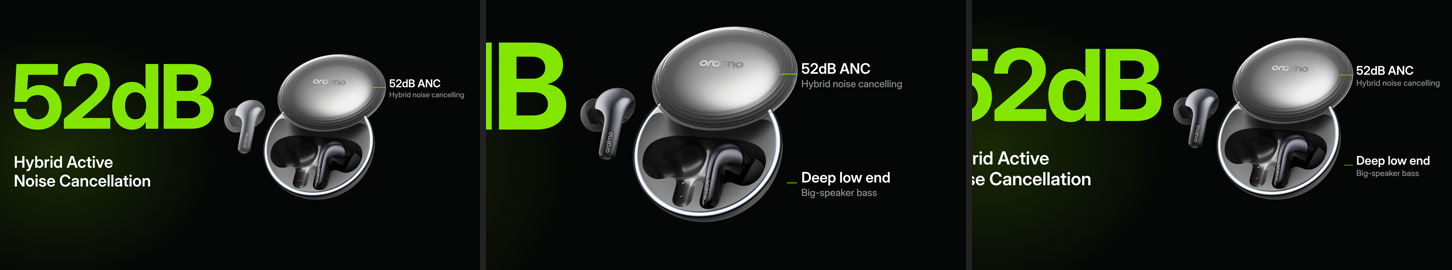 52dB
Hybrid Active
Noise Cancellation
oraimo
52dB ANC
Hybrid noise cancelling
dB
oraimo
oraimo
52dB ANC
Hybrid noise cancelling
Deep low end
Big-speaker bass
52dB
rid Active
se Cancellation
oraimo
oraimo
52dB ANC
Hybrid noise cancelling
Deep low end
Big-speaker bass